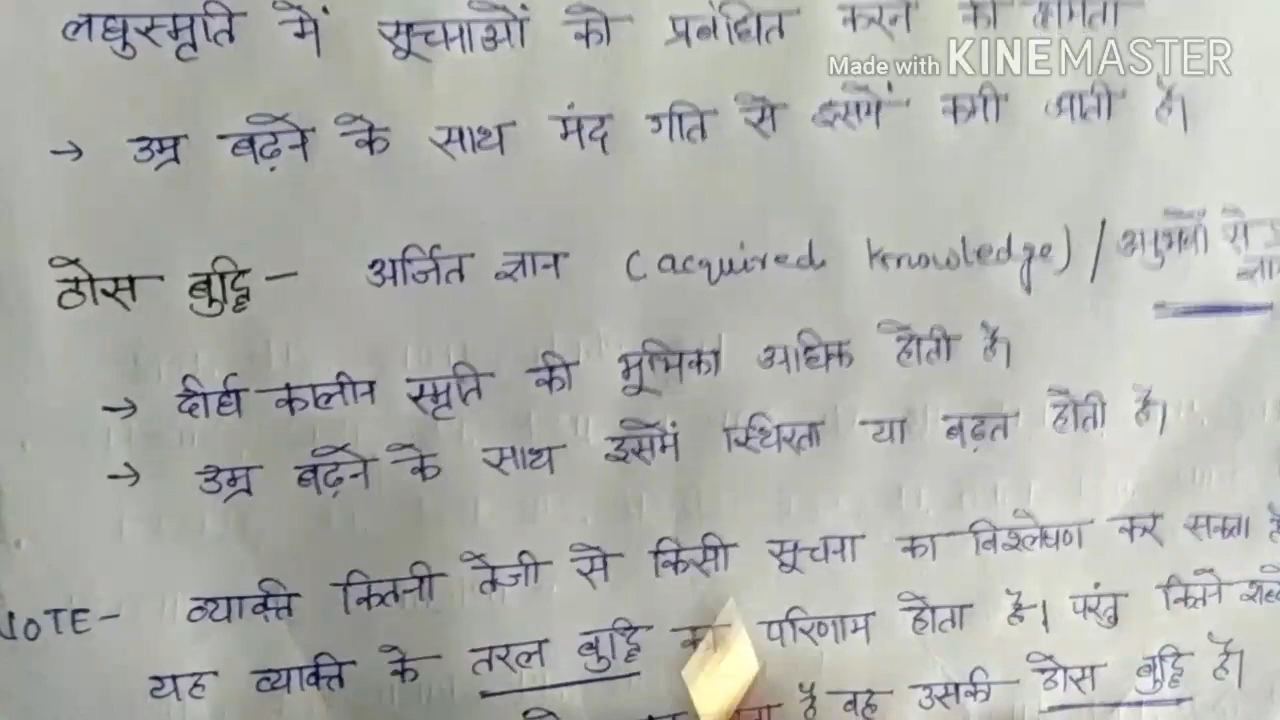 लघुस्मृति में सूचनाओं को प्रबंधित करने की क्षमता
Made with KINEMASTER
→ उम्र बढ़ने के साथ मंद गति से इसमें कमी आती है।
ठोस बुद्धि - अर्जित ज्ञान (acquired knowledge) / अनुभवों से
→ दीर्घ कालीन स्मृति की भूमिका अधिक होती है।
→ उम्र बढ़ने के साथ इसमें स्थिरता या बढ़त होती है।
NOTE - व्यक्ति कितनी तेजी से किसी सूचना का विश्लेषण कर सकता है
यह व्यक्ति के तरल बुद्धि का परिणाम होता है। परंतु कितने
है वह उसकी ठोस बुद्धि है।